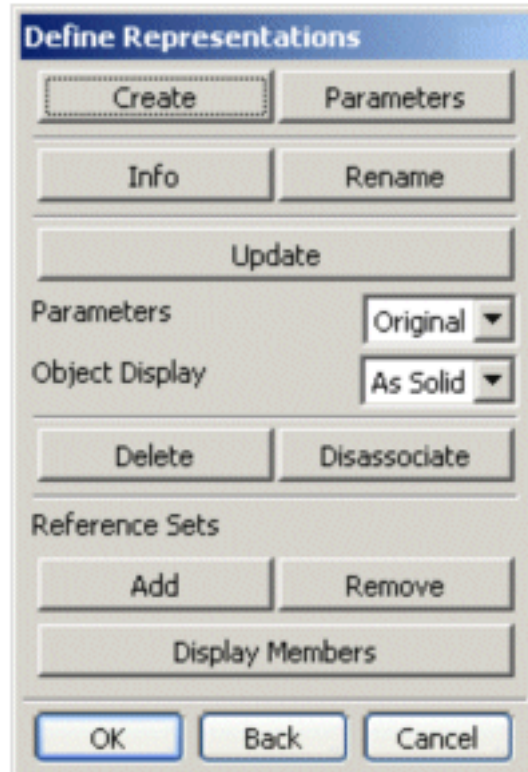 Define Representations
Create Parameters
Info Rename
Update
Parameters Original
Object Display As Solid
Delete Disassociate
Reference Sets
Add Remove
Display Members
OK Back Cancel